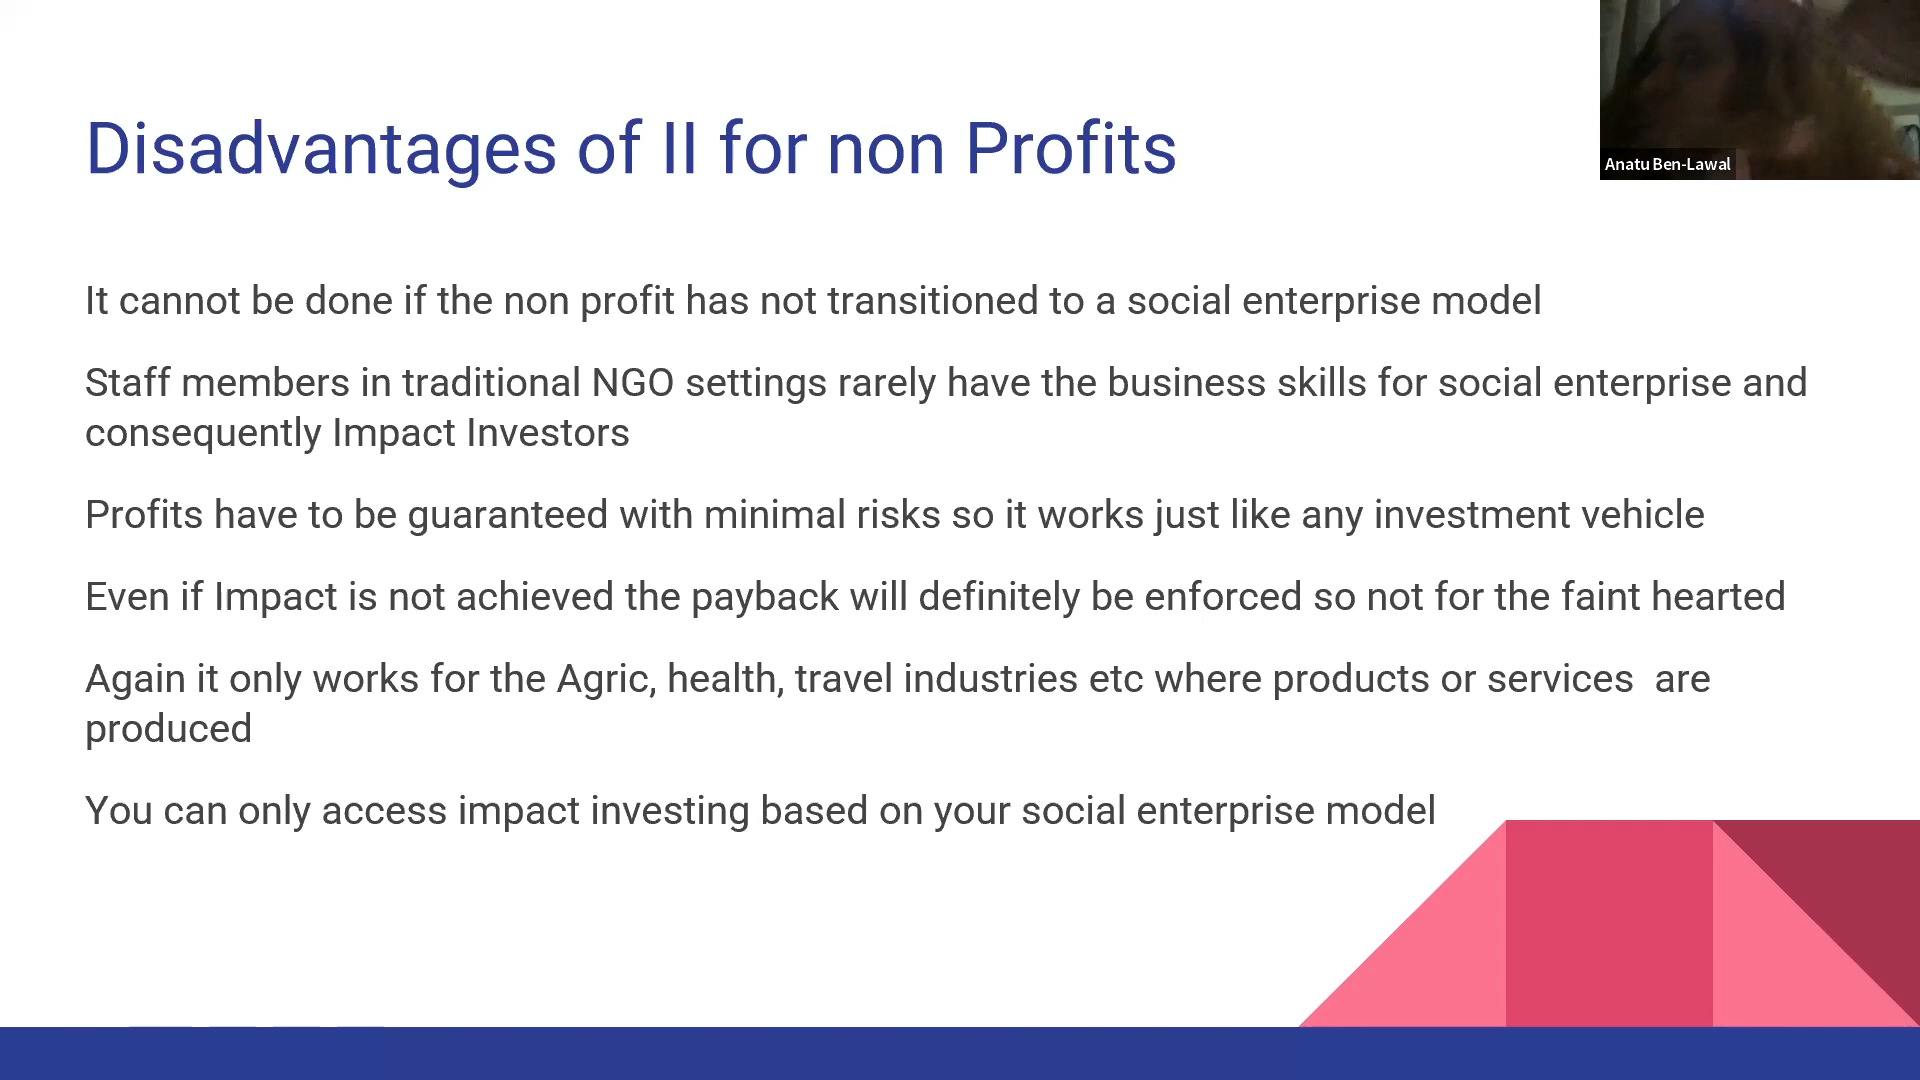 Disadvantages of II for non Profits
Anatu Ben-Lawal
It cannot be done if the non profit has not transitioned to a social enterprise model
Staff members in traditional NGO settings rarely have the business skills for social enterprise and
consequently Impact Investors
Profits have to be guaranteed with minimal risks so it works just like any investment vehicle
Even if Impact is not achieved the payback will definitely be enforced so not for the faint hearted
Again it only works for the Agric, health, travel industries etc where products or services  are
produced
You can only access impact investing based on your social enterprise model